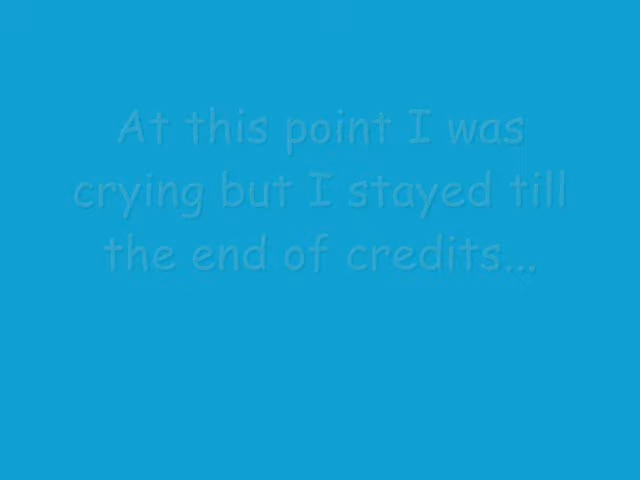 At this point I was
crying but I stayed till
the end of credits...